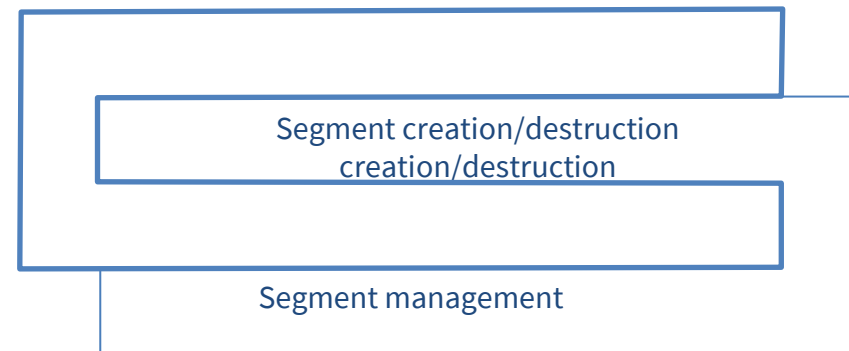 Segment creation/destruction
creation/destruction
Segment management